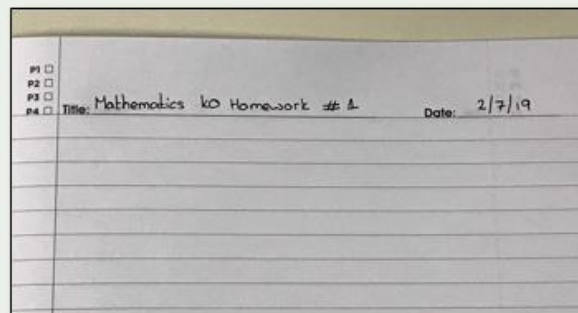 P1 □
P2 □
P3 □
P4 □ Title: Mathematics KO Homework # 1 Date: 2/7/19